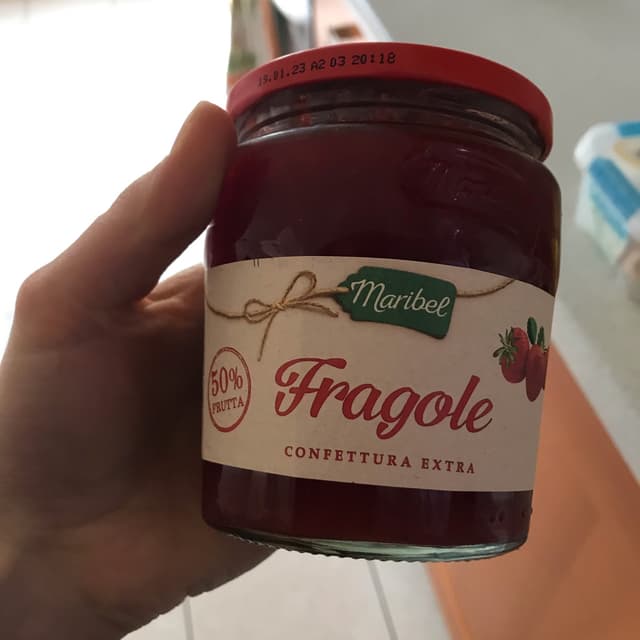 19.01.23 A2 03 20:18
Maribel
50%
FRUTTA
Fragole
CONFETTURA EXTRA